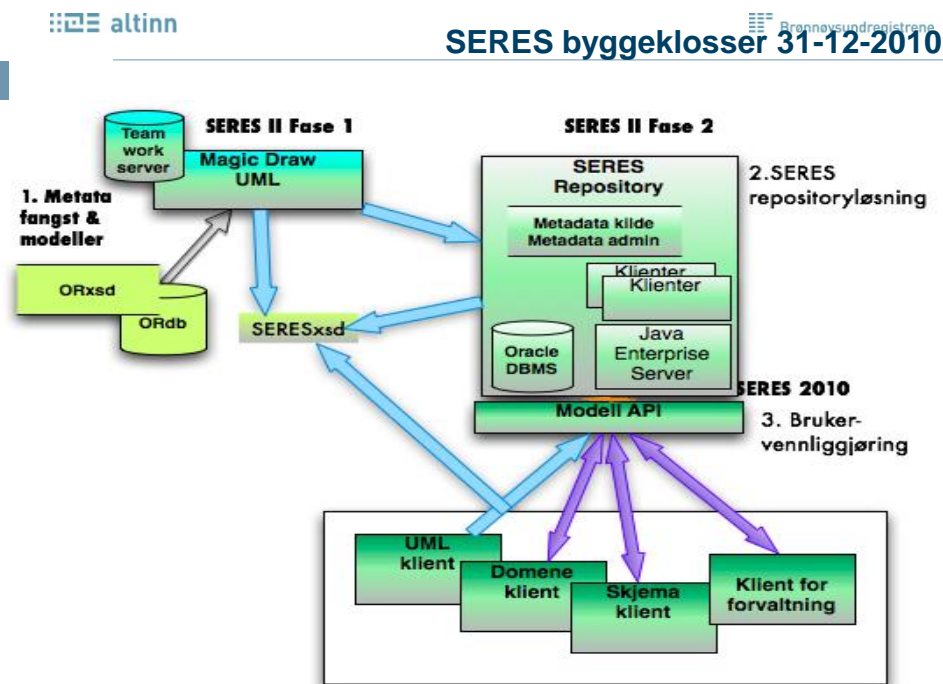 altinn
Brønnøysundregistrene
SERES byggeklosser 31-12-2010
SERES II Fase 1
SERES II Fase 2
Team
work
server
Magic Draw
UML
1. Metata
fangst &
modeller
ORxsd
ORdb
SERESxsd
SERES
Repository
Metadata kilde
Metadata admin
Klienter
Klienter
Oracle
DBMS
Java
Enterprise
Server
2.SERES
repositoryløsning
SERES 2010
Modell API
3. Bruker-
vennliggjøring
UML
klient
Domene
klient
Skjema
klient
Klient for
forvaltning